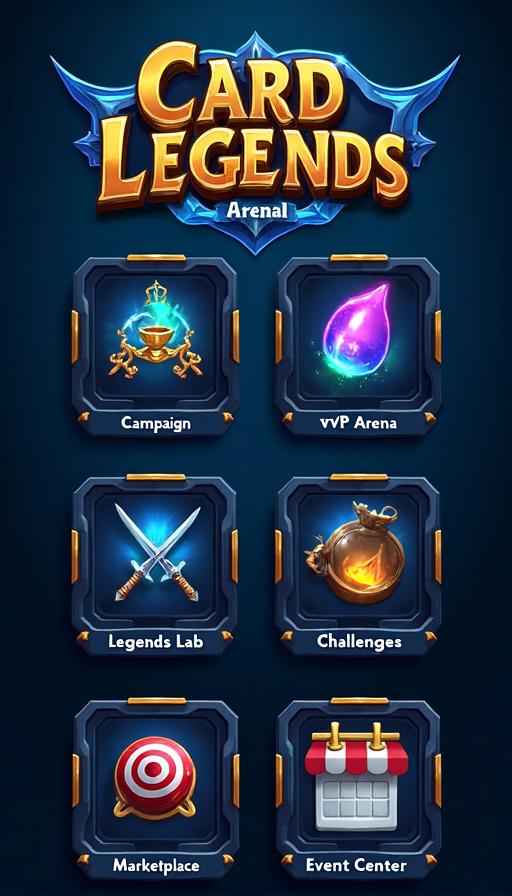 CARD
LEGENDS
Arenal
Campaign
vvP Arena
Legends Lab
Challenges
Marketplace
Event Center